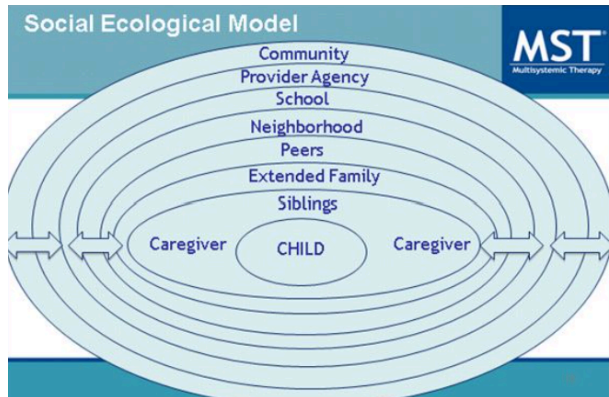 Social Ecological Model
MST
Multisystemic Therapy
Community
Provider Agency
School
Neighborhood
Peers
Extended Family
Siblings
Caregiver CHILD Caregiver